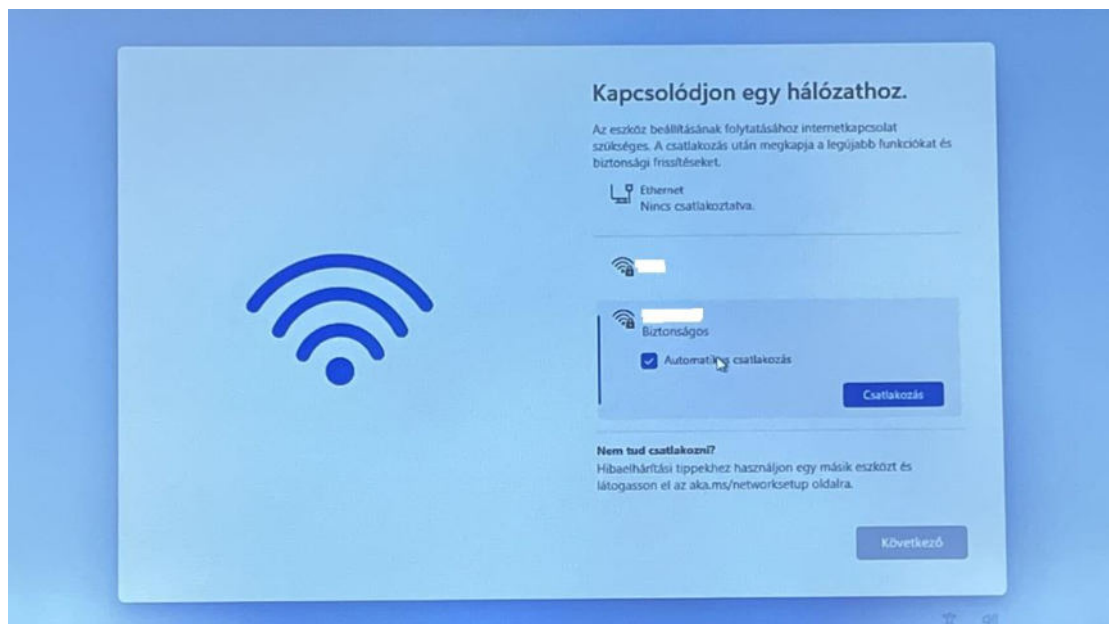 Kapcsolódjon egy hálózathoz.
Az eszköz beállításának folytatásához internetkapcsolat
szükséges. A csatlakozás után megkapja a legújabb funkciókat és
biztonsági frissítéseket.
Ethernet
Nincs csatlakoztatva.
Biztonságos
Automatikus csatlakozás
Csatlakozás
Nem tud csatlakozni?
Hibaelhárítási tippekhez használjon egy másik eszközt és
látogasson el az aka.ms/networksetup oldalra.
Következő